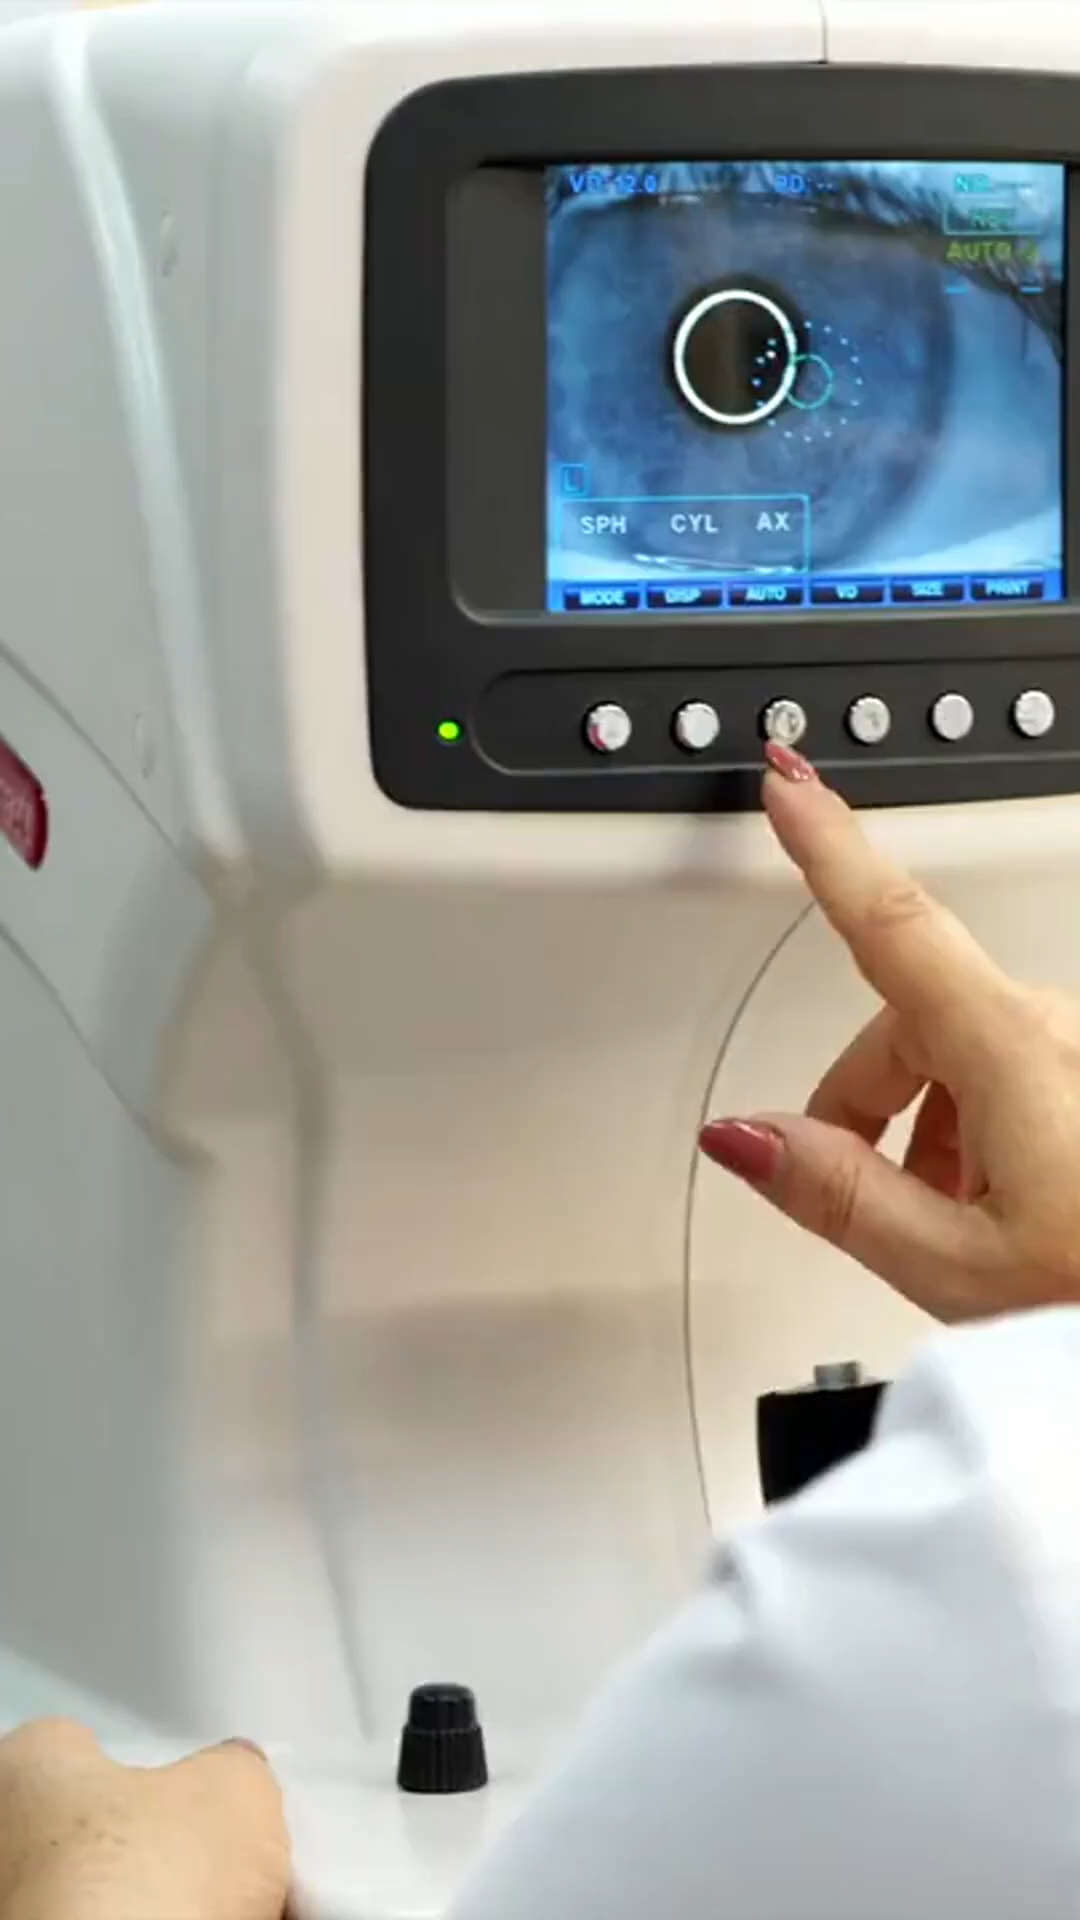 VD: 12.0 PD: --
AUTO
L
SPH CYL AX
MODE DISP AUTO VD SIZE PRINT